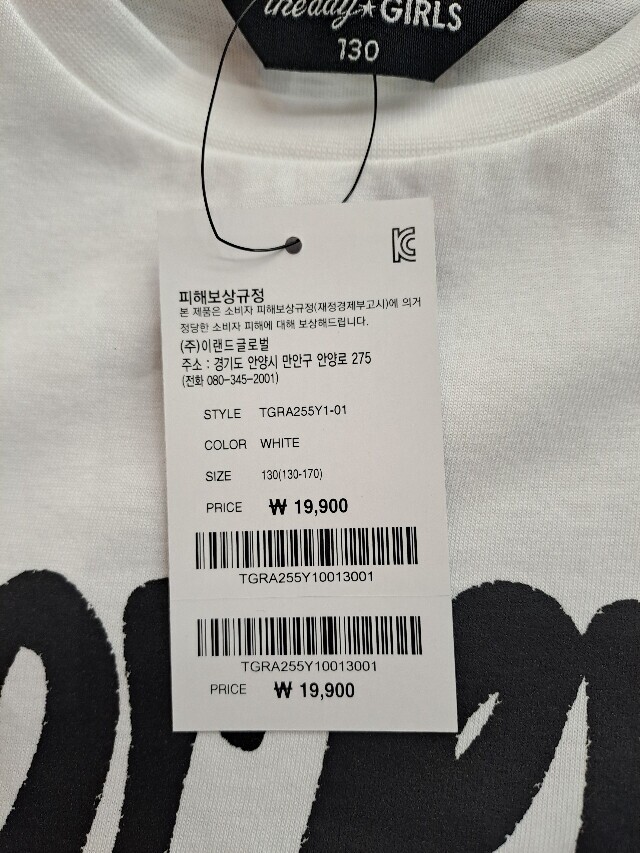 theday★GIRLS
130
피해보상규정
본 제품은 소비자 피해보상규정(재정경제부고시)에 의거
정당한 소비자 피해에 대해 보상해드립니다.
(주)이랜드글로벌
주소 : 경기도 안양시 만안구 안양로 275
(전화 080-345-2001)
STYLE TGRA255Y1-01
COLOR WHITE
SIZE 130(130-170)
PRICE ₩ 19,900
TGRA255Y10013001
TGRA255Y10013001
PRICE ₩ 19,900